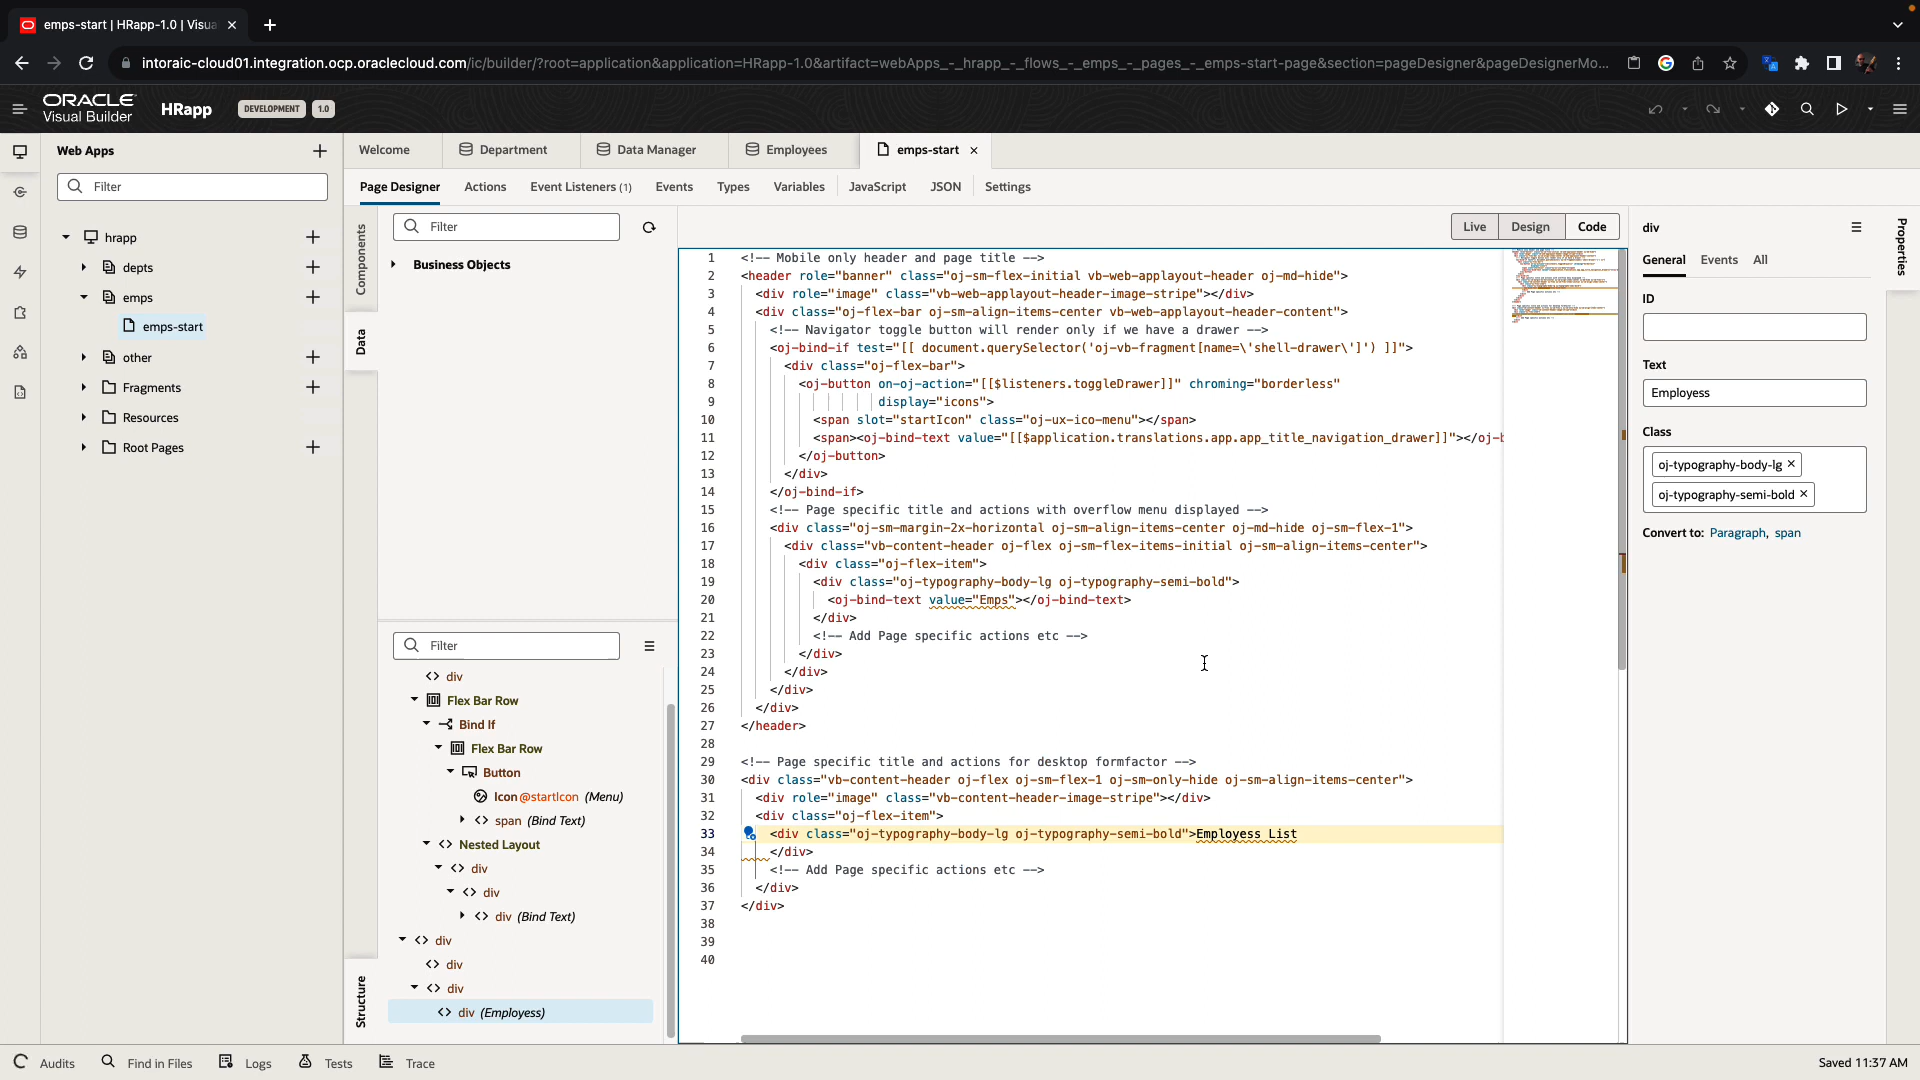 emps-start | HRapp-1.0 | Visua
intoraic-cloud01.integration.ocp.oraclecloud.com/ic/builder/?root=application&application=HRapp-1.0&artifact=webApps_-_hrapp_-_flows_-_emps_-_pages_-_emps-start-page&section=pageDesigner&pageDesignerMo...
ORACLE
Visual Builder
HRapp
DEVELOPMENT
1.0
Web Apps
Filter
hrapp
depts
emps
emps-start
other
Fragments
Resources
Root Pages
Welcome
Department
Data Manager
Employees
emps-start
Page Designer
Actions
Event Listeners (1)
Events
Types
Variables
JavaScript
JSON
Settings
Components
Data
Structure
Filter
Business Objects
Live
Design
Code
1 <!-- Mobile only header and page title -->
2 <header role="banner" class="oj-sm-flex-initial vb-web-applayout-header oj-md-hide">
3 <div role="image" class="vb-web-applayout-header-image-stripe"></div>
4 <div class="oj-flex-bar oj-sm-align-items-center vb-web-applayout-header-content">
5 <!-- Navigator toggle button will render only if we have a drawer -->
6 <oj-bind-if test="[[ document.querySelector('oj-vb-fragment[name=\'shell-drawer\']') ]]">
7 <div class="oj-flex-bar">
8 <oj-button on-oj-action="[[$listeners.toggleDrawer]]" chroming="borderless"
9 display="icons">
10 <span slot="startIcon" class="oj-ux-ico-menu"></span>
11 <span><oj-bind-text value="[[$application.translations.app.app_title_navigation_drawer]]"></oj-b
12 </oj-button>
13 </div>
14 </oj-bind-if>
15 <!-- Page specific title and actions with overflow menu displayed -->
16 <div class="oj-sm-margin-2x-horizontal oj-sm-align-items-center oj-md-hide oj-sm-flex-1">
17 <div class="vb-content-header oj-flex oj-sm-flex-items-initial oj-sm-align-items-center">
18 <div class="oj-flex-item">
19 <div class="oj-typography-body-lg oj-typography-semi-bold">
20 <oj-bind-text value="Emps"></oj-bind-text>
21 </div>
22 <!-- Add Page specific actions etc -->
23 </div>
24 </div>
25 </div>
26 </div>
27 </header>
28
29 <!-- Page specific title and actions for desktop formfactor -->
30 <div class="vb-content-header oj-flex oj-sm-flex-1 oj-sm-only-hide oj-sm-align-items-center">
31 <div role="image" class="vb-content-header-image-stripe"></div>
32 <div class="oj-flex-item">
33 <div class="oj-typography-body-lg oj-typography-semi-bold">Employess List
34 </div>
35 <!-- Add Page specific actions etc -->
36 </div>
37 </div>
38
39
40
Filter
div
Flex Bar Row
Bind If
Flex Bar Row
Button
Icon @startIcon (Menu)
span (Bind Text)
Nested Layout
div
div
div (Bind Text)
div
div
div
div (Employess)
div
General
Events
All
ID
Text
Employess
Class
oj-typography-body-lg
oj-typography-semi-bold
Convert to: Paragraph, span
Properties
Audits
Find in Files
Logs
Tests
Trace
Saved 11:37 AM